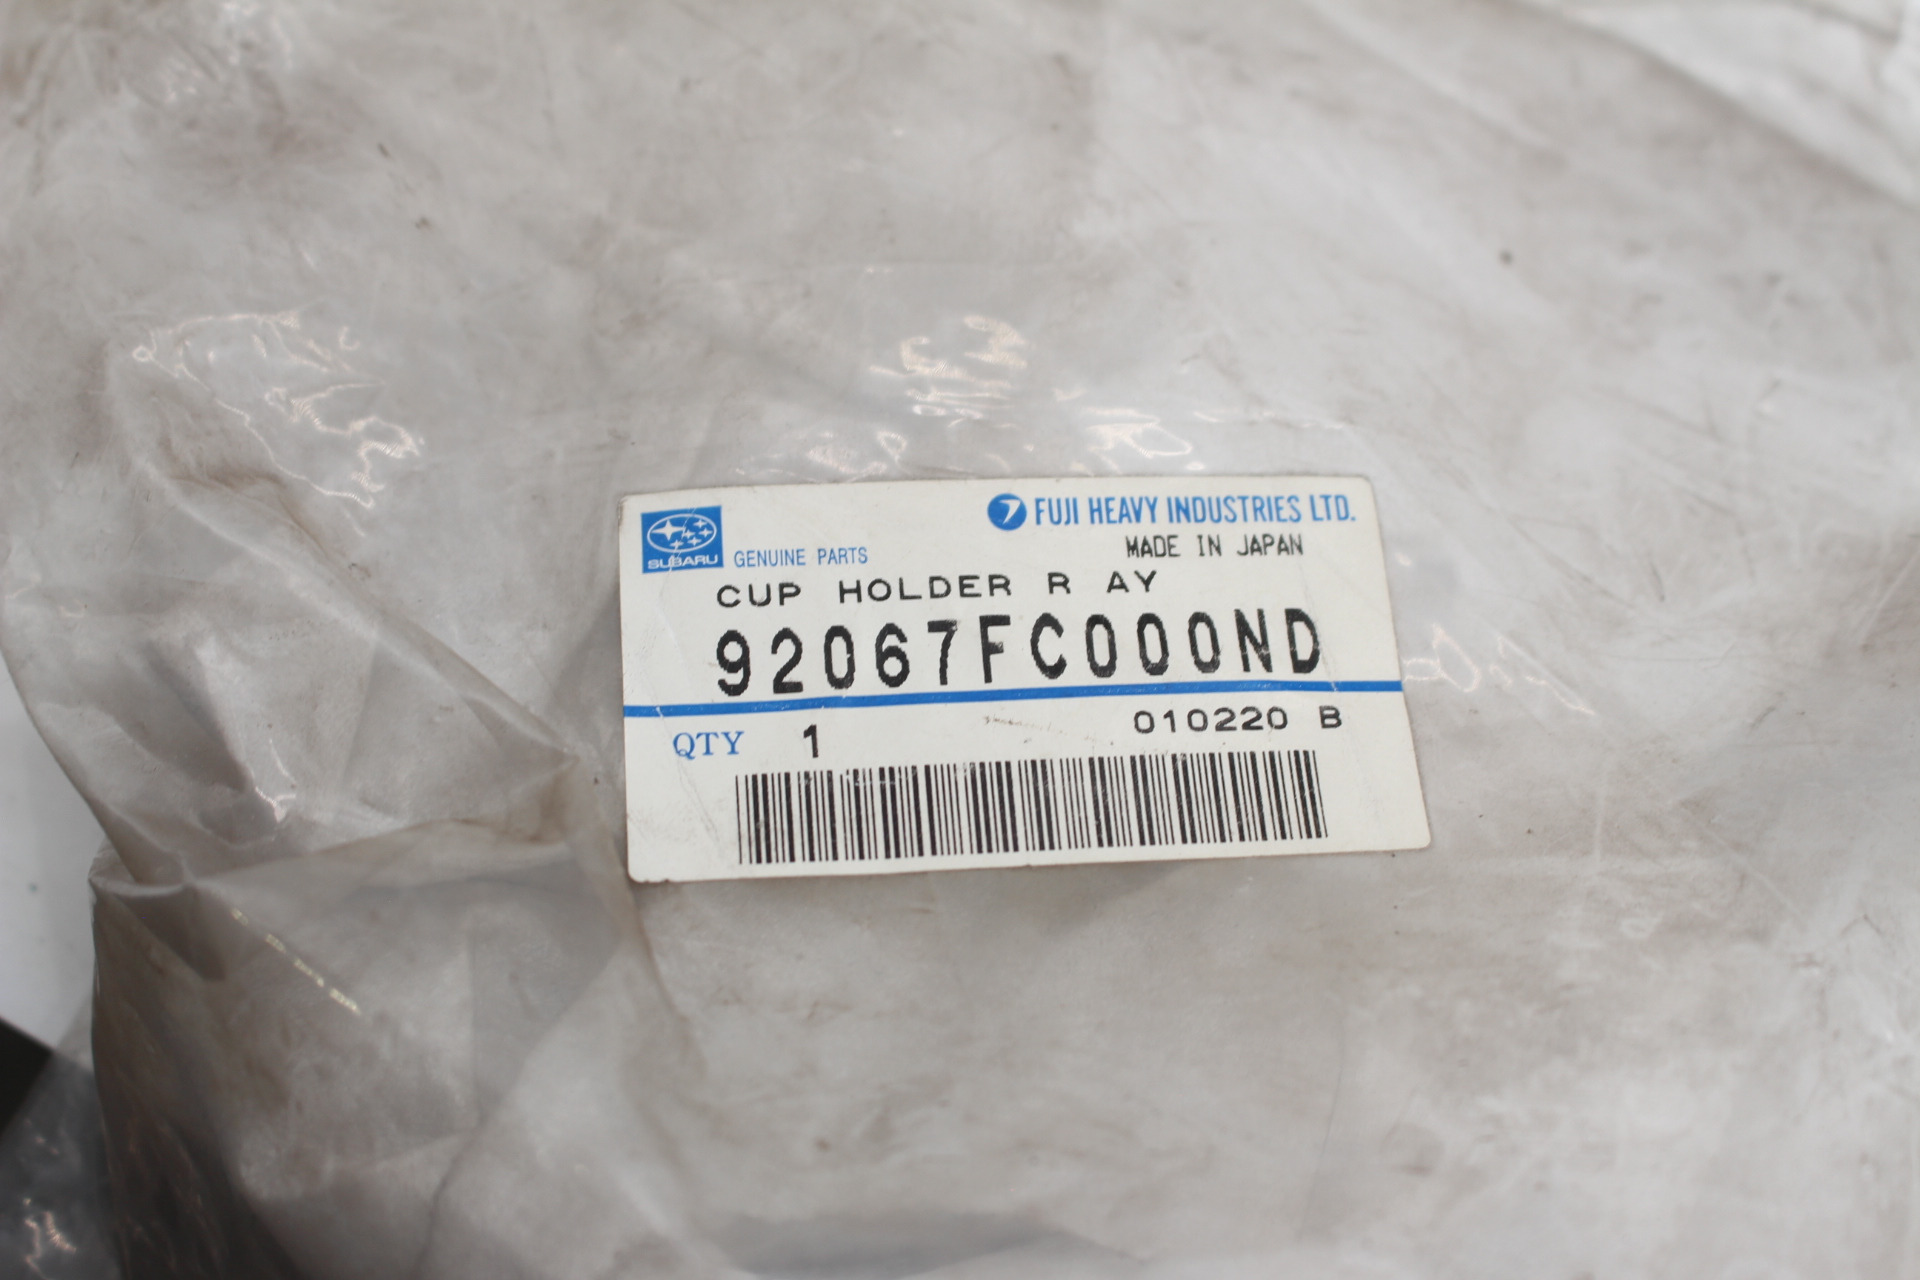 FUJI HEAVY INDUSTRIES LTD.
SUBARU GENUINE PARTS
MADE IN JAPAN
CUP HOLDER R AY
92067FC000ND
QTY 1
010220 B